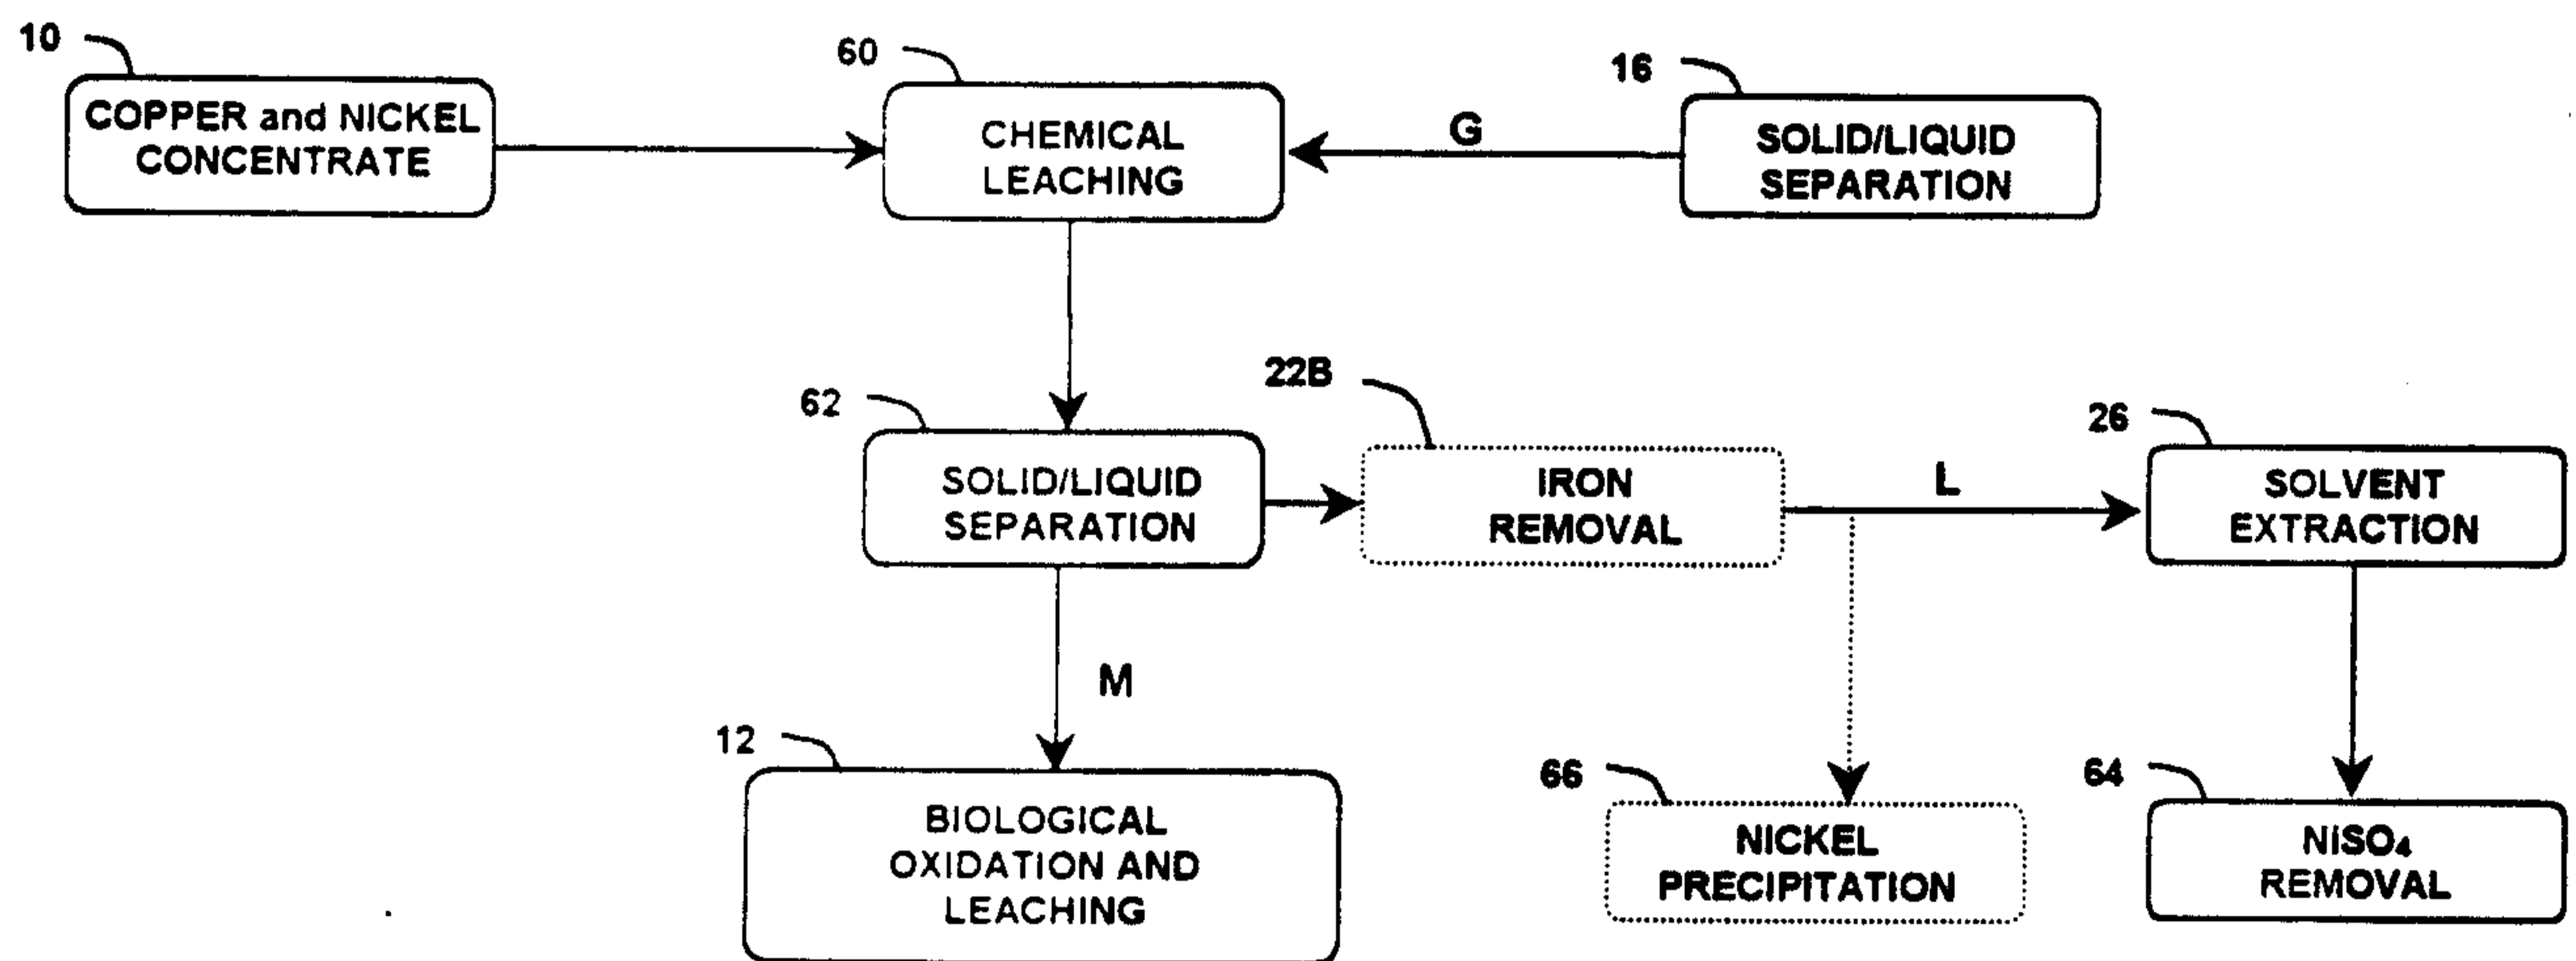 10
COPPER and NICKEL
CONCENTRATE
60
CHEMICAL
LEACHING
G
16
SOLID/LIQUID
SEPARATION
62
SOLID/LIQUID
SEPARATION
22B
IRON
REMOVAL
L
26
SOLVENT
EXTRACTION
M
12
BIOLOGICAL
OXIDATION AND
LEACHING
66
NICKEL
PRECIPITATION
64
NiSO₄
REMOVAL